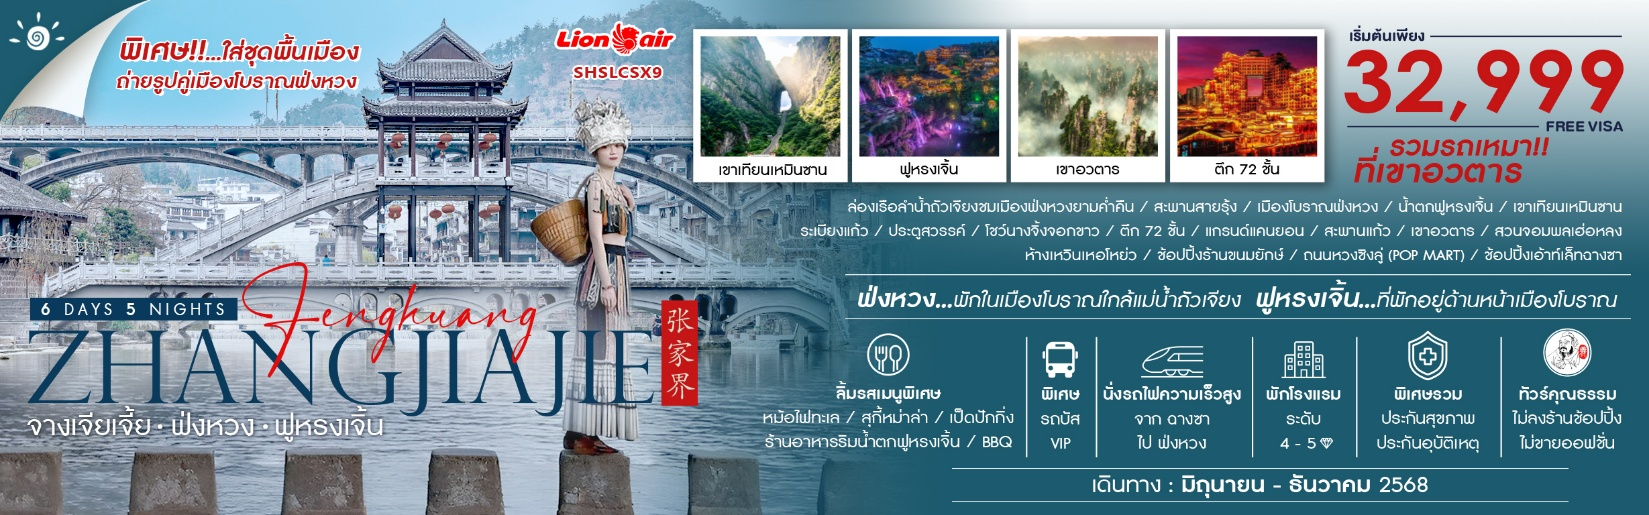 พิเศษ!!...ใส่ชุดพื้นเมือง
ถ่ายรูปคู่เมืองโบราณฟ่งหวง
Lion air
SHSLCSX9
เขาเทียนเหมินซาน
ฟูหรงเจิ้น
เขาอวตาร
ตึก 72 ชั้น
เริ่มต้นเพียง
32,999
FREE VISA
รวมรถเหมา!!
ที่เขาอวตาร
ล่องเรือลำน้ำถัวเจียงชมเมืองฟ่งหวงยามค่ำคืน / สะพานสายรุ้ง / เมืองโบราณฟ่งหวง / น้ำตกฟูหรงเจิ้น / เขาเทียนเหมินซาน
ระเบียงแก้ว / ประตูสวรรค์ / โชว์นางจิ้งจอกขาว / ตึก 72 ชั้น / แกรนด์แคนยอน / สะพานแก้ว / เขาอวตาร / สวนจอมพลเฮ่อหลง
ห้างเหวินเหอโหย่ว / ช้อปปิ้งร้านขนมยักษ์ / ถนนหวงซิงลู่ (POP MART) / ช้อปปิ้งเอ้าท์เล็ทฉางซา
ฟ่งหวง...พักในเมืองโบราณใกล้แม่น้ำถัวเจียง ฟูหรงเจิ้น...ที่พักอยู่ด้านหน้าเมืองโบราณ
6 DAYS 5 NIGHTS
Fenghuang
ZHANGJIAJIE
张家界
จางเจียเจี้ย · ฟ่งหวง · ฟูหรงเจิ้น
ลิ้มรสเมนูพิเศษ
หม้อไฟทะเล / สุกี้หม่าล่า / เป็ดปักกิ่ง
ร้านอาหารริมน้ำตกฟูหรงเจิ้น / BBQ
พิเศษ
รถบัส
VIP
นั่งรถไฟความเร็วสูง
จาก ฉางซา
ไป ฟ่งหวง
พักโรงแรม
ระดับ
4 - 5
พิเศษรวม
ประกันสุขภาพ
ประกันอุบัติเหตุ
ทัวร์คุณธรรม
ไม่ลงร้านช้อปปิ้ง
ไม่ขายออฟชั่น
เดินทาง : มิถุนายน - ธันวาคม 2568